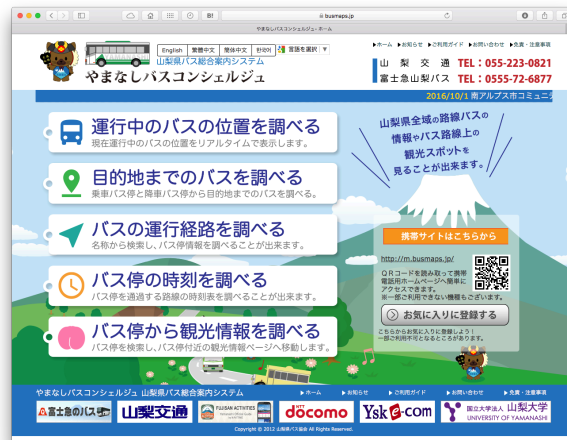 B!
busmaps.jp
やまなしバスコンシェルジュ - ホーム
English 繁體中文 簡体中文 한국어 言語を選択 ▼
▶ホーム ▶お知らせ ▶ご利用ガイド ▶お問い合わせ ▶免責・注意事項
山梨県バス総合案内システム
やまなしバスコンシェルジュ
山梨交通 TEL：055-223-0821
富士急山梨バス TEL：0555-72-6877
2016/10/1 南アルプス市コミュニテ
運行中のバスの位置を調べる
現在運行中のバスの位置をリアルタイムで表示します。
目的地までのバスを調べる
乗車バス停と降車バス停から目的地までのバスを調べる。
バスの運行経路を調べる
名称から検索し、バス停情報を調べることが出来ます。
バス停の時刻を調べる
バス停を通過する路線の時刻表を調べることが出来ます。
バス停から観光情報を調べる
バス停を検索し、バス停付近の観光情報ページへ移動します。
山梨県全域の路線バスの
情報やバス路線上の
観光スポットを
見ることが出来ます。
携帯サイトはこちらから
http://m.busmaps.jp/
ＱＲコードを読み取って携帯
電話用ホームページへ簡単に
アクセスできます。
※一部ご利用できない機種もございます。
お気に入りに登録する
こちらからお気に入りに登録しよう！
一部ご利用不可となるところがあります。
やまなしバスコンシェルジュ 山梨県バス総合案内システム
▶ホーム ▶お知らせ ▶ご利用ガイド ▶お問い合わせ ▶免責・注意事項
富士急のバス
山梨交通
FUJISAN ACTIVITIES
döcomo
Ysk e-com
国立大学法人 山梨大学
UNIVERSITY OF YAMANASHI
Copyright © 2012 山梨県バス協会 All Rights Reserved.